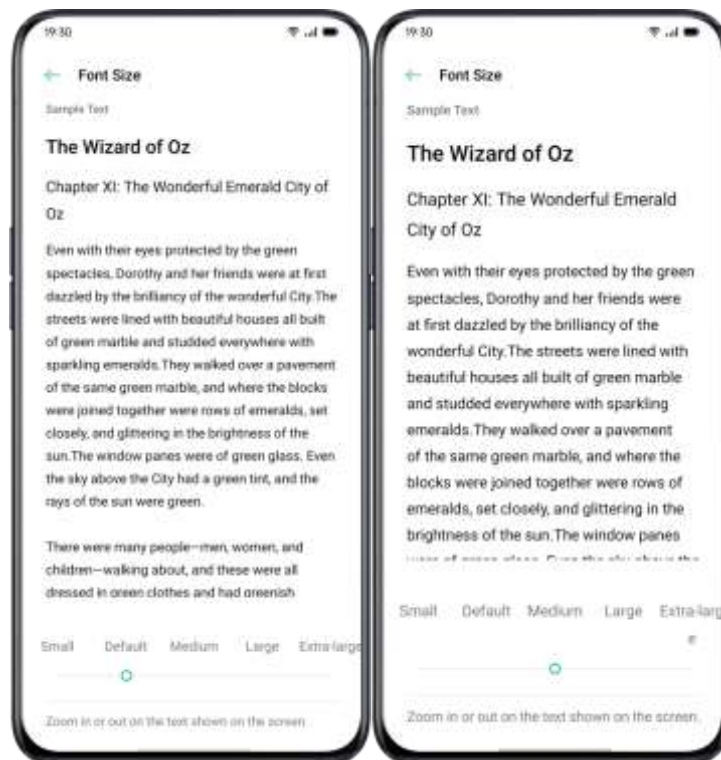 19:30
Font Size
Sample Text
The Wizard of Oz
Chapter XI: The Wonderful Emerald City of
Oz
Even with their eyes protected by the green
spectacles, Dorothy and her friends were at first
dazzled by the brilliancy of the wonderful City.The
streets were lined with beautiful houses all built
of green marble and studded everywhere with
sparkling emeralds.They walked over a pavement
of the same green marble, and where the blocks
were joined together were rows of emeralds, set
closely, and glittering in the brightness of the
sun.The window panes were of green glass. Even
the sky above the City had a green tint, and the
rays of the sun were green.
There were many people—men, women, and
children—walking about, and these were all
dressed in green clothes and had greenish
Small Default Medium Large Extra-large
Zoom in or out on the text shown on the screen.
19:30
Font Size
Sample Text
The Wizard of Oz
Chapter XI: The Wonderful Emerald
City of Oz
Even with their eyes protected by the green
spectacles, Dorothy and her friends were
at first dazzled by the brilliancy of the
wonderful City.The streets were lined with
beautiful houses all built of green marble
and studded everywhere with sparkling
emeralds.They walked over a pavement
of the same green marble, and where the
blocks were joined together were rows of
emeralds, set closely, and glittering in the
brightness of the sun.The window panes
were of green glass. Even the sky above the
Small Default Medium Large Extra-larg
e
Zoom in or out on the text shown on the screen.